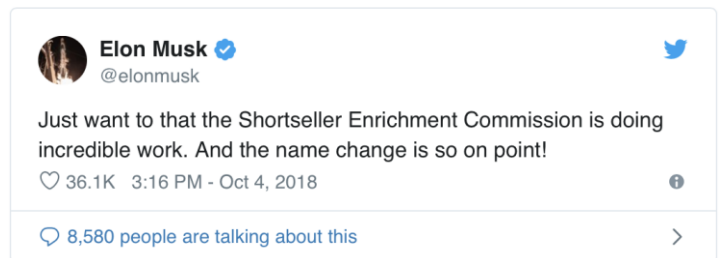 Elon Musk
@elonmusk
Just want to that the Shortseller Enrichment Commission is doing
incredible work. And the name change is so on point!
36.1K 3:16 PM - Oct 4, 2018
8,580 people are talking about this